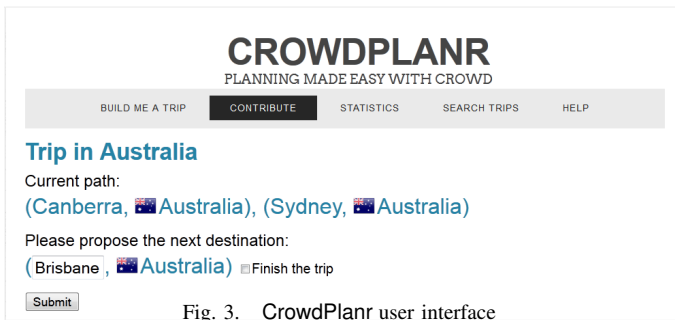 CROWDPLANR
PLANNING MADE EASY WITH CROWD
BUILD ME A TRIP CONTRIBUTE STATISTICS SEARCH TRIPS HELP
Trip in Australia
Current path:
(Canberra, Australia), (Sydney, Australia)
Please propose the next destination:
(Brisbane, Australia) Finish the trip
Submit
Fig. 3. CrowdPlanr user interface